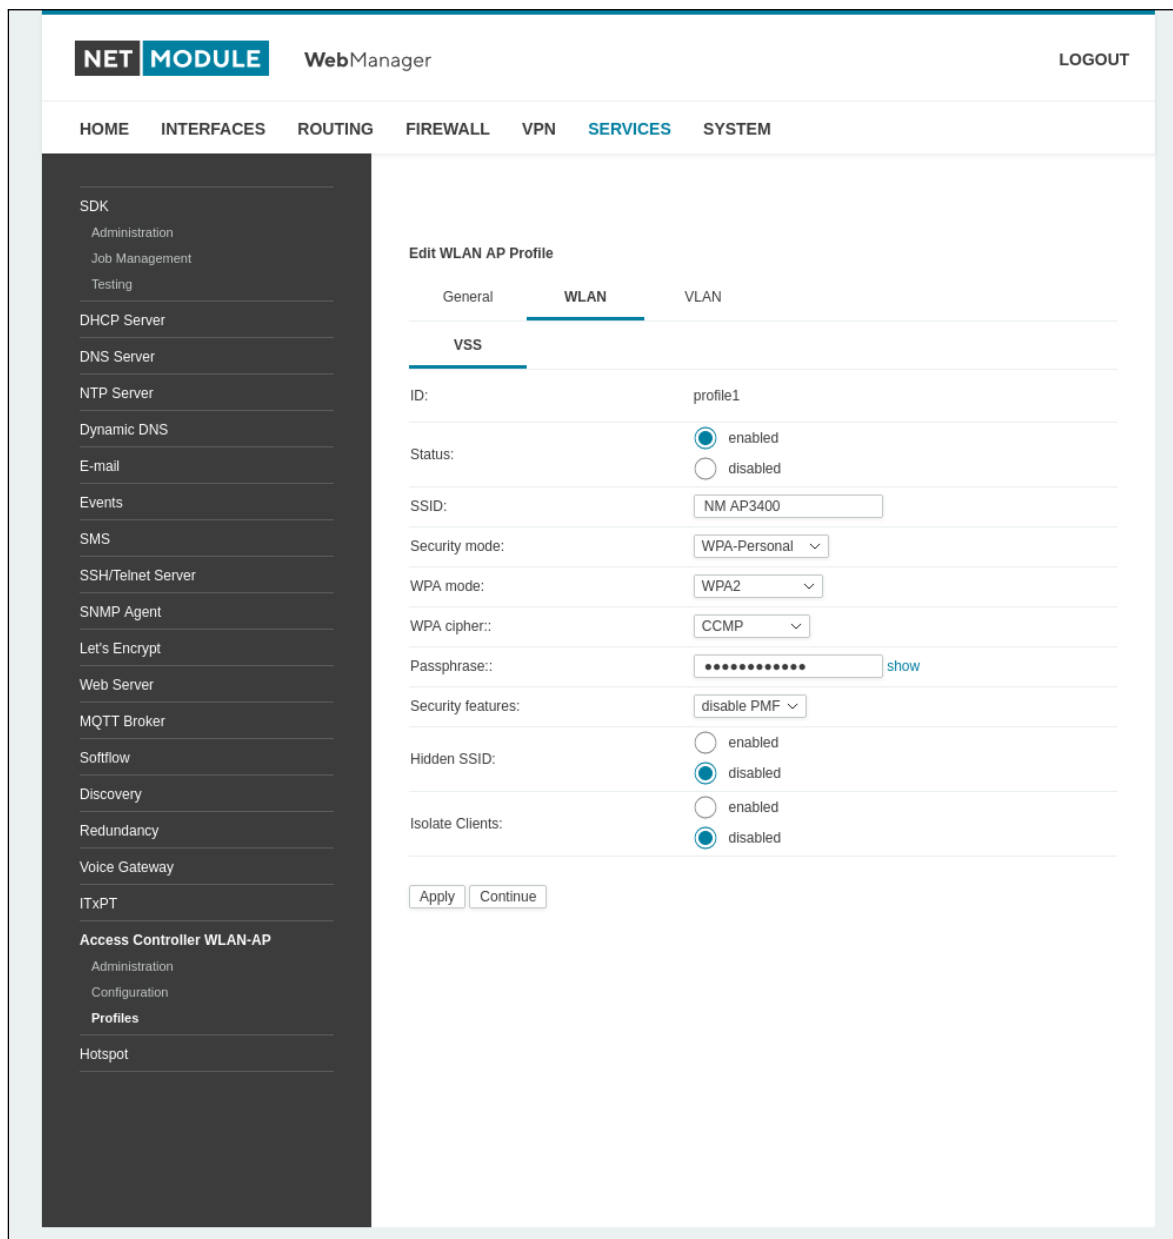 NET MODULE WebManager LOGOUT
HOME INTERFACES ROUTING FIREWALL VPN SERVICES SYSTEM
SDK
Administration
Job Management
Testing
DHCP Server
DNS Server
NTP Server
Dynamic DNS
E-mail
Events
SMS
SSH/Telnet Server
SNMP Agent
Let's Encrypt
Web Server
MQTT Broker
Softflow
Discovery
Redundancy
Voice Gateway
ITxPT
Access Controller WLAN-AP
Administration
Configuration
Profiles
Hotspot
Edit WLAN AP Profile
General WLAN VLAN
VSS
ID: profile1
Status: enabled
disabled
SSID: NM AP3400
Security mode: WPA-Personal
WPA mode: WPA2
WPA cipher:: CCMP
Passphrase:: ●●●●●●●●●●●● show
Security features: disable PMF
Hidden SSID: enabled
disabled
Isolate Clients: enabled
disabled
Apply Continue